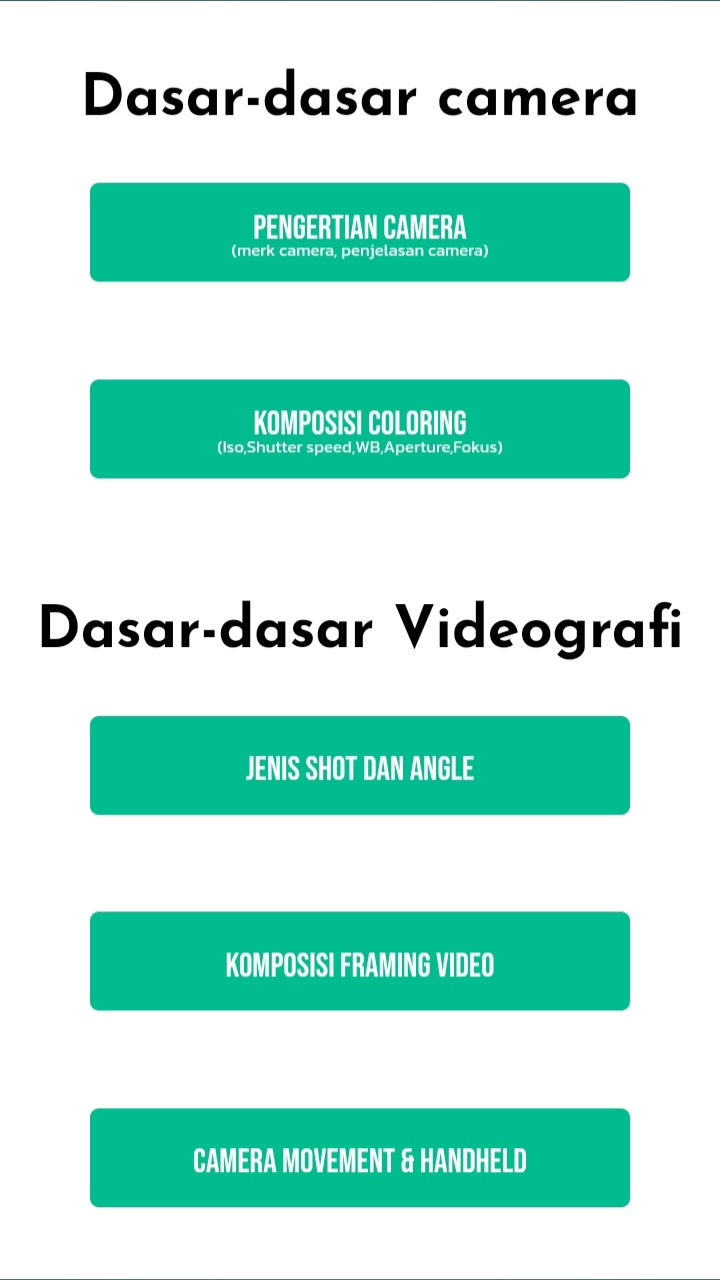 Dasar-dasar camera
PENGERTIAN CAMERA
(merk camera, penjelasan camera)
KOMPOSISI COLORING
(Iso,Shutter speed,WB,Aperture,Fokus)
Dasar-dasar Videografi
JENIS SHOT DAN ANGLE
KOMPOSISI FRAMING VIDEO
CAMERA MOVEMENT & HANDHELD